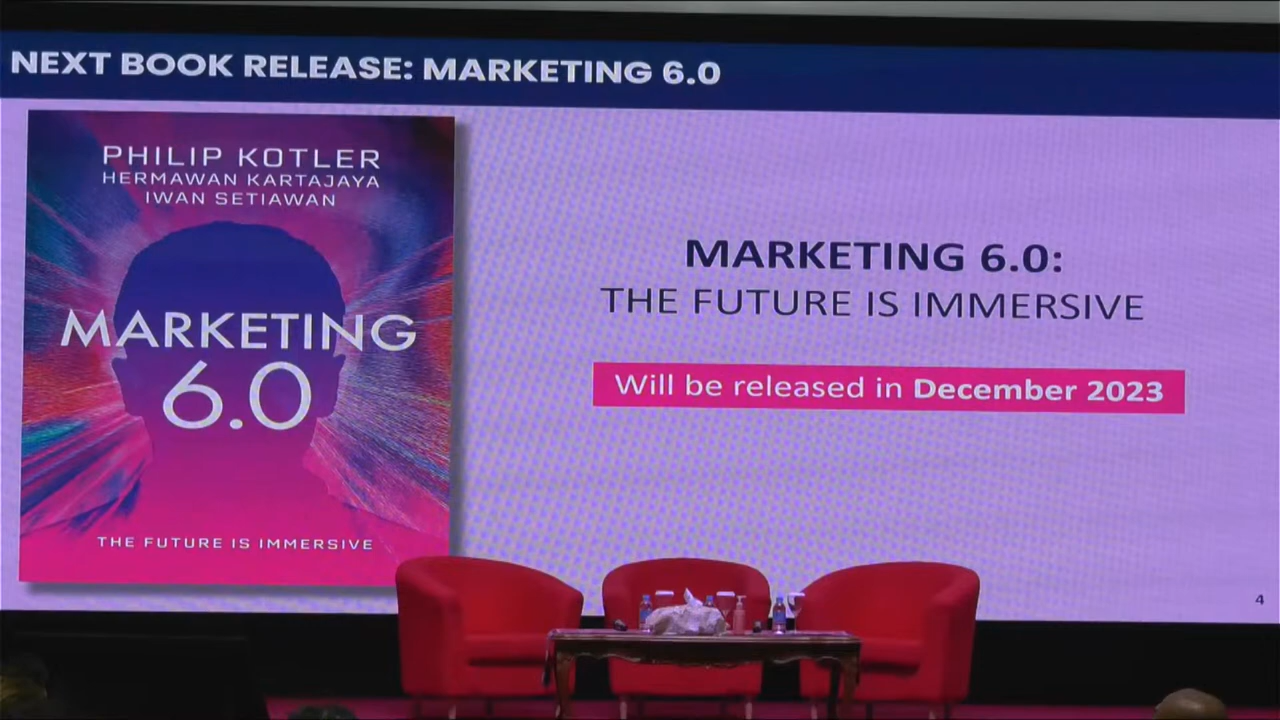 NEXT BOOK RELEASE: MARKETING 6.0
PHILIP KOTLER
HERMAWAN KARTAJAYA
IWAN SETIAWAN
MARKETING
6.0
THE FUTURE IS IMMERSIVE
MARKETING 6.0:
THE FUTURE IS IMMERSIVE
Will be released in December 2023
4